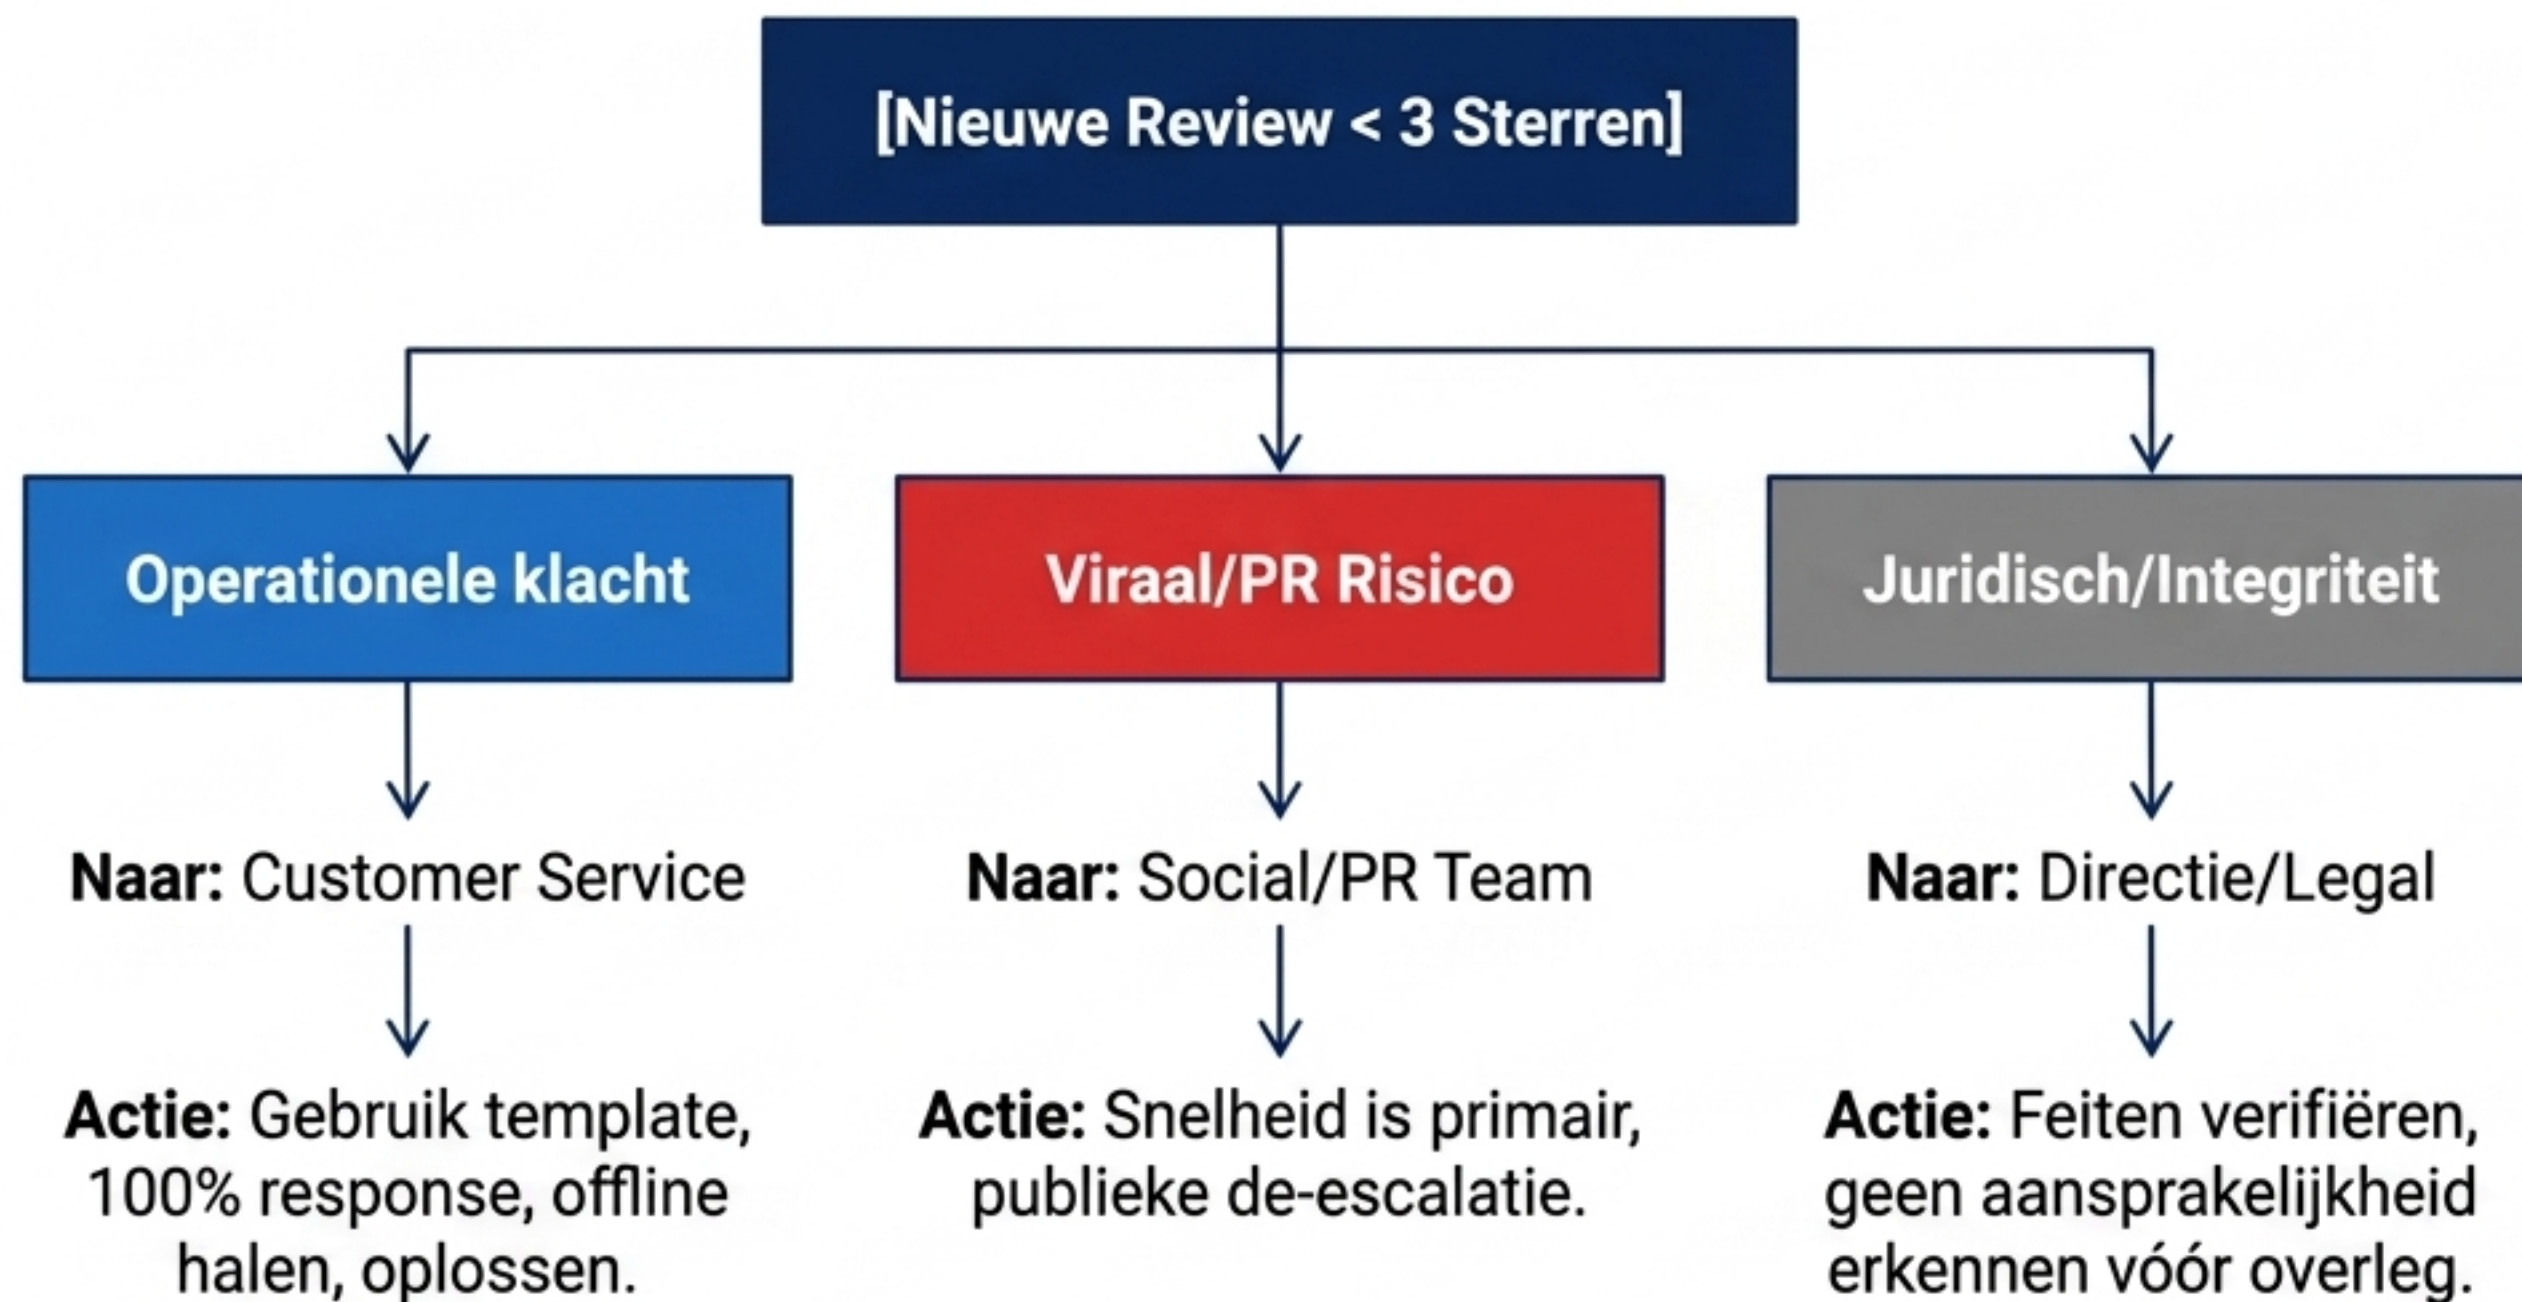 [Nieuwe Review < 3 Sterren]
Operationele klacht
Viraal/PR Risico
Juridisch/Integriteit
Naar: Customer Service
Naar: Social/PR Team
Naar: Directie/Legal
Actie: Gebruik template,
100% response, offline
halen, oplossen.
Actie: Snelheid is primair,
publieke de-escalatie.
Actie: Feiten verifiëren,
geen aansprakelijkheid
erkennen vóór overleg.